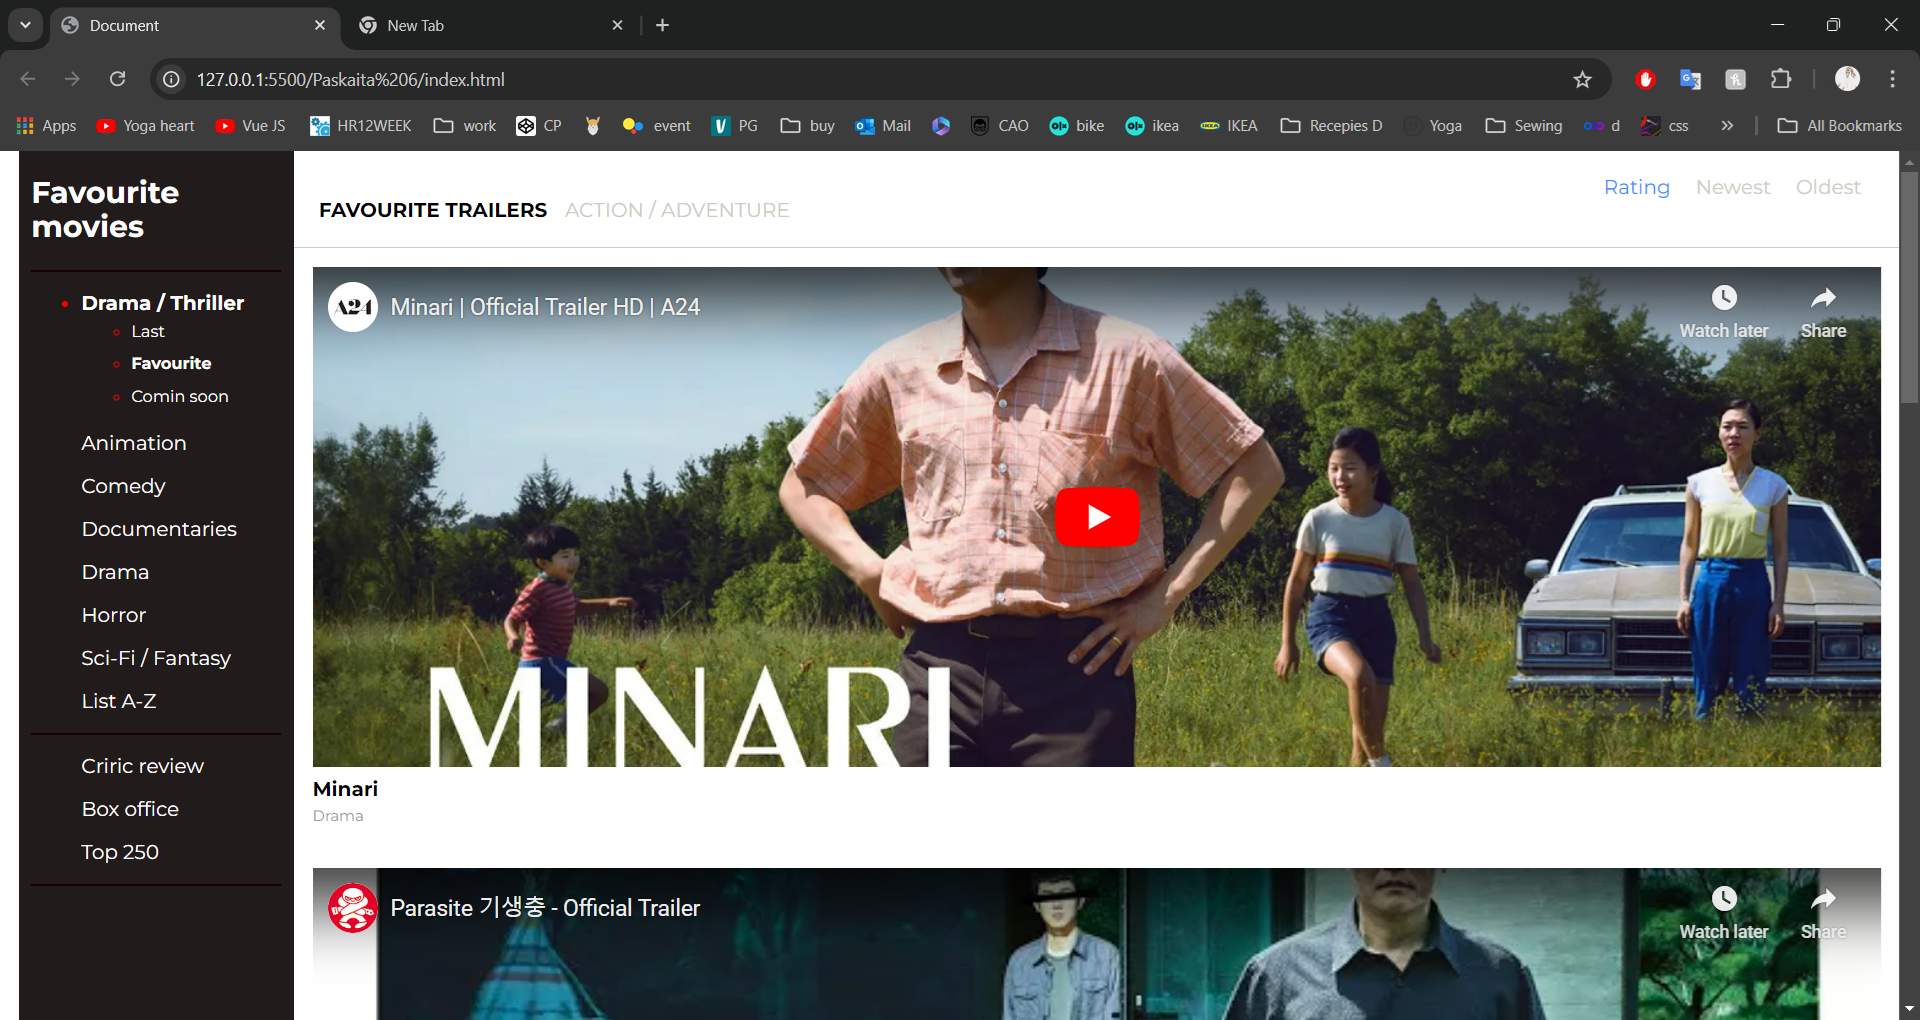 Document
New Tab
127.0.0.1:5500/Paskaita%206/index.html
Apps Yoga heart Vue JS HR12WEEK work CP event PG buy Mail CAO bike ikea IKEA Recepies D Yoga Sewing d css » All Bookmarks
Favourite
movies
Drama / Thriller
Last
Favourite
Comin soon
Animation
Comedy
Documentaries
Drama
Horror
Sci-Fi / Fantasy
List A-Z
Criric review
Box office
Top 250
FAVOURITE TRAILERS ACTION / ADVENTURE
Rating Newest Oldest
A24 Minari | Official Trailer HD | A24
Watch later Share
MINARI
Minari
Drama
Parasite 기생충 - Official Trailer
Watch later Share